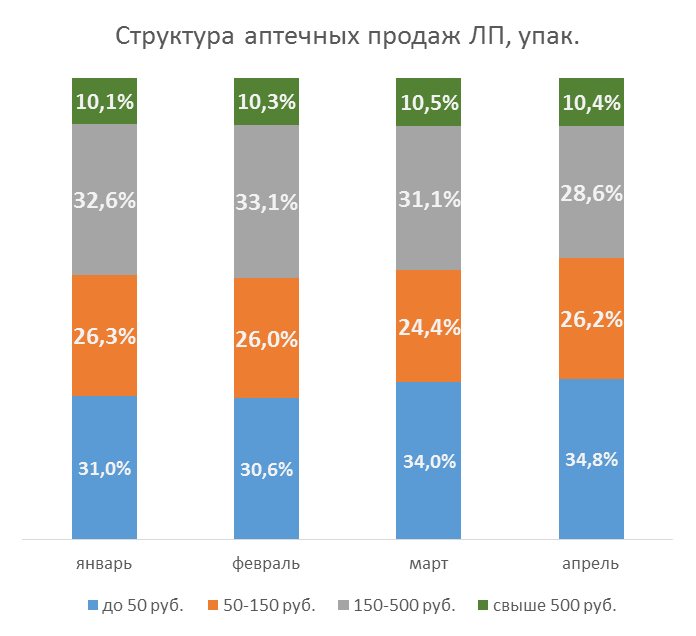 Структура аптечных продаж ЛП, упак.
10,1% 10,3% 10,5% 10,4%
32,6% 33,1% 31,1% 28,6%
26,3% 26,0% 24,4% 26,2%
31,0% 30,6% 34,0% 34,8%
январь февраль март апрель
до 50 руб. 50-150 руб. 150-500 руб. свыше 500 руб.